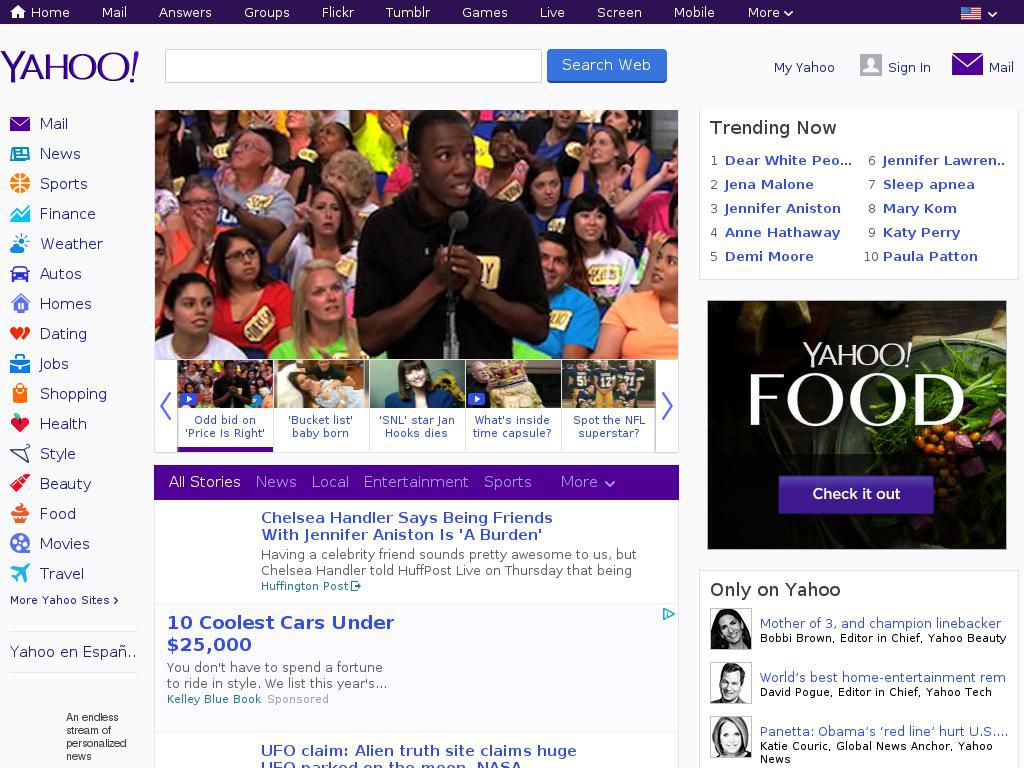 Home Mail Answers Groups Flickr Tumblr Games Live Screen Mobile More
YAHOO!
Search Web
My Yahoo Sign In Mail
Mail
News
Sports
Finance
Weather
Autos
Homes
Dating
Jobs
Shopping
Health
Style
Beauty
Food
Movies
Travel
More Yahoo Sites ›
Yahoo en Españ..
An endless
stream of
personalized
news
Odd bid on
'Price Is Right'
'Bucket list'
baby born
'SNL' star Jan
Hooks dies
What's inside
time capsule?
Spot the NFL
superstar?
All Stories News Local Entertainment Sports More
Chelsea Handler Says Being Friends
With Jennifer Aniston Is 'A Burden'
Having a celebrity friend sounds pretty awesome to us, but
Chelsea Handler told HuffPost Live on Thursday that being
Huffington Post
10 Coolest Cars Under
$25,000
You don't have to spend a fortune
to ride in style. We list this year's...
Kelley Blue Book Sponsored
UFO claim: Alien truth site claims huge
UFO parked on the moon, NASA
Trending Now
1 Dear White Peo...
2 Jena Malone
3 Jennifer Aniston
4 Anne Hathaway
5 Demi Moore
6 Jennifer Lawren..
7 Sleep apnea
8 Mary Kom
9 Katy Perry
10 Paula Patton
YAHOO!
FOOD
Check it out
Only on Yahoo
Mother of 3, and champion linebacker
Bobbi Brown, Editor in Chief, Yahoo Beauty
World's best home-entertainment rem
David Pogue, Editor in Chief, Yahoo Tech
Panetta: Obama's 'red line' hurt U.S....
Katie Couric, Global News Anchor, Yahoo
News